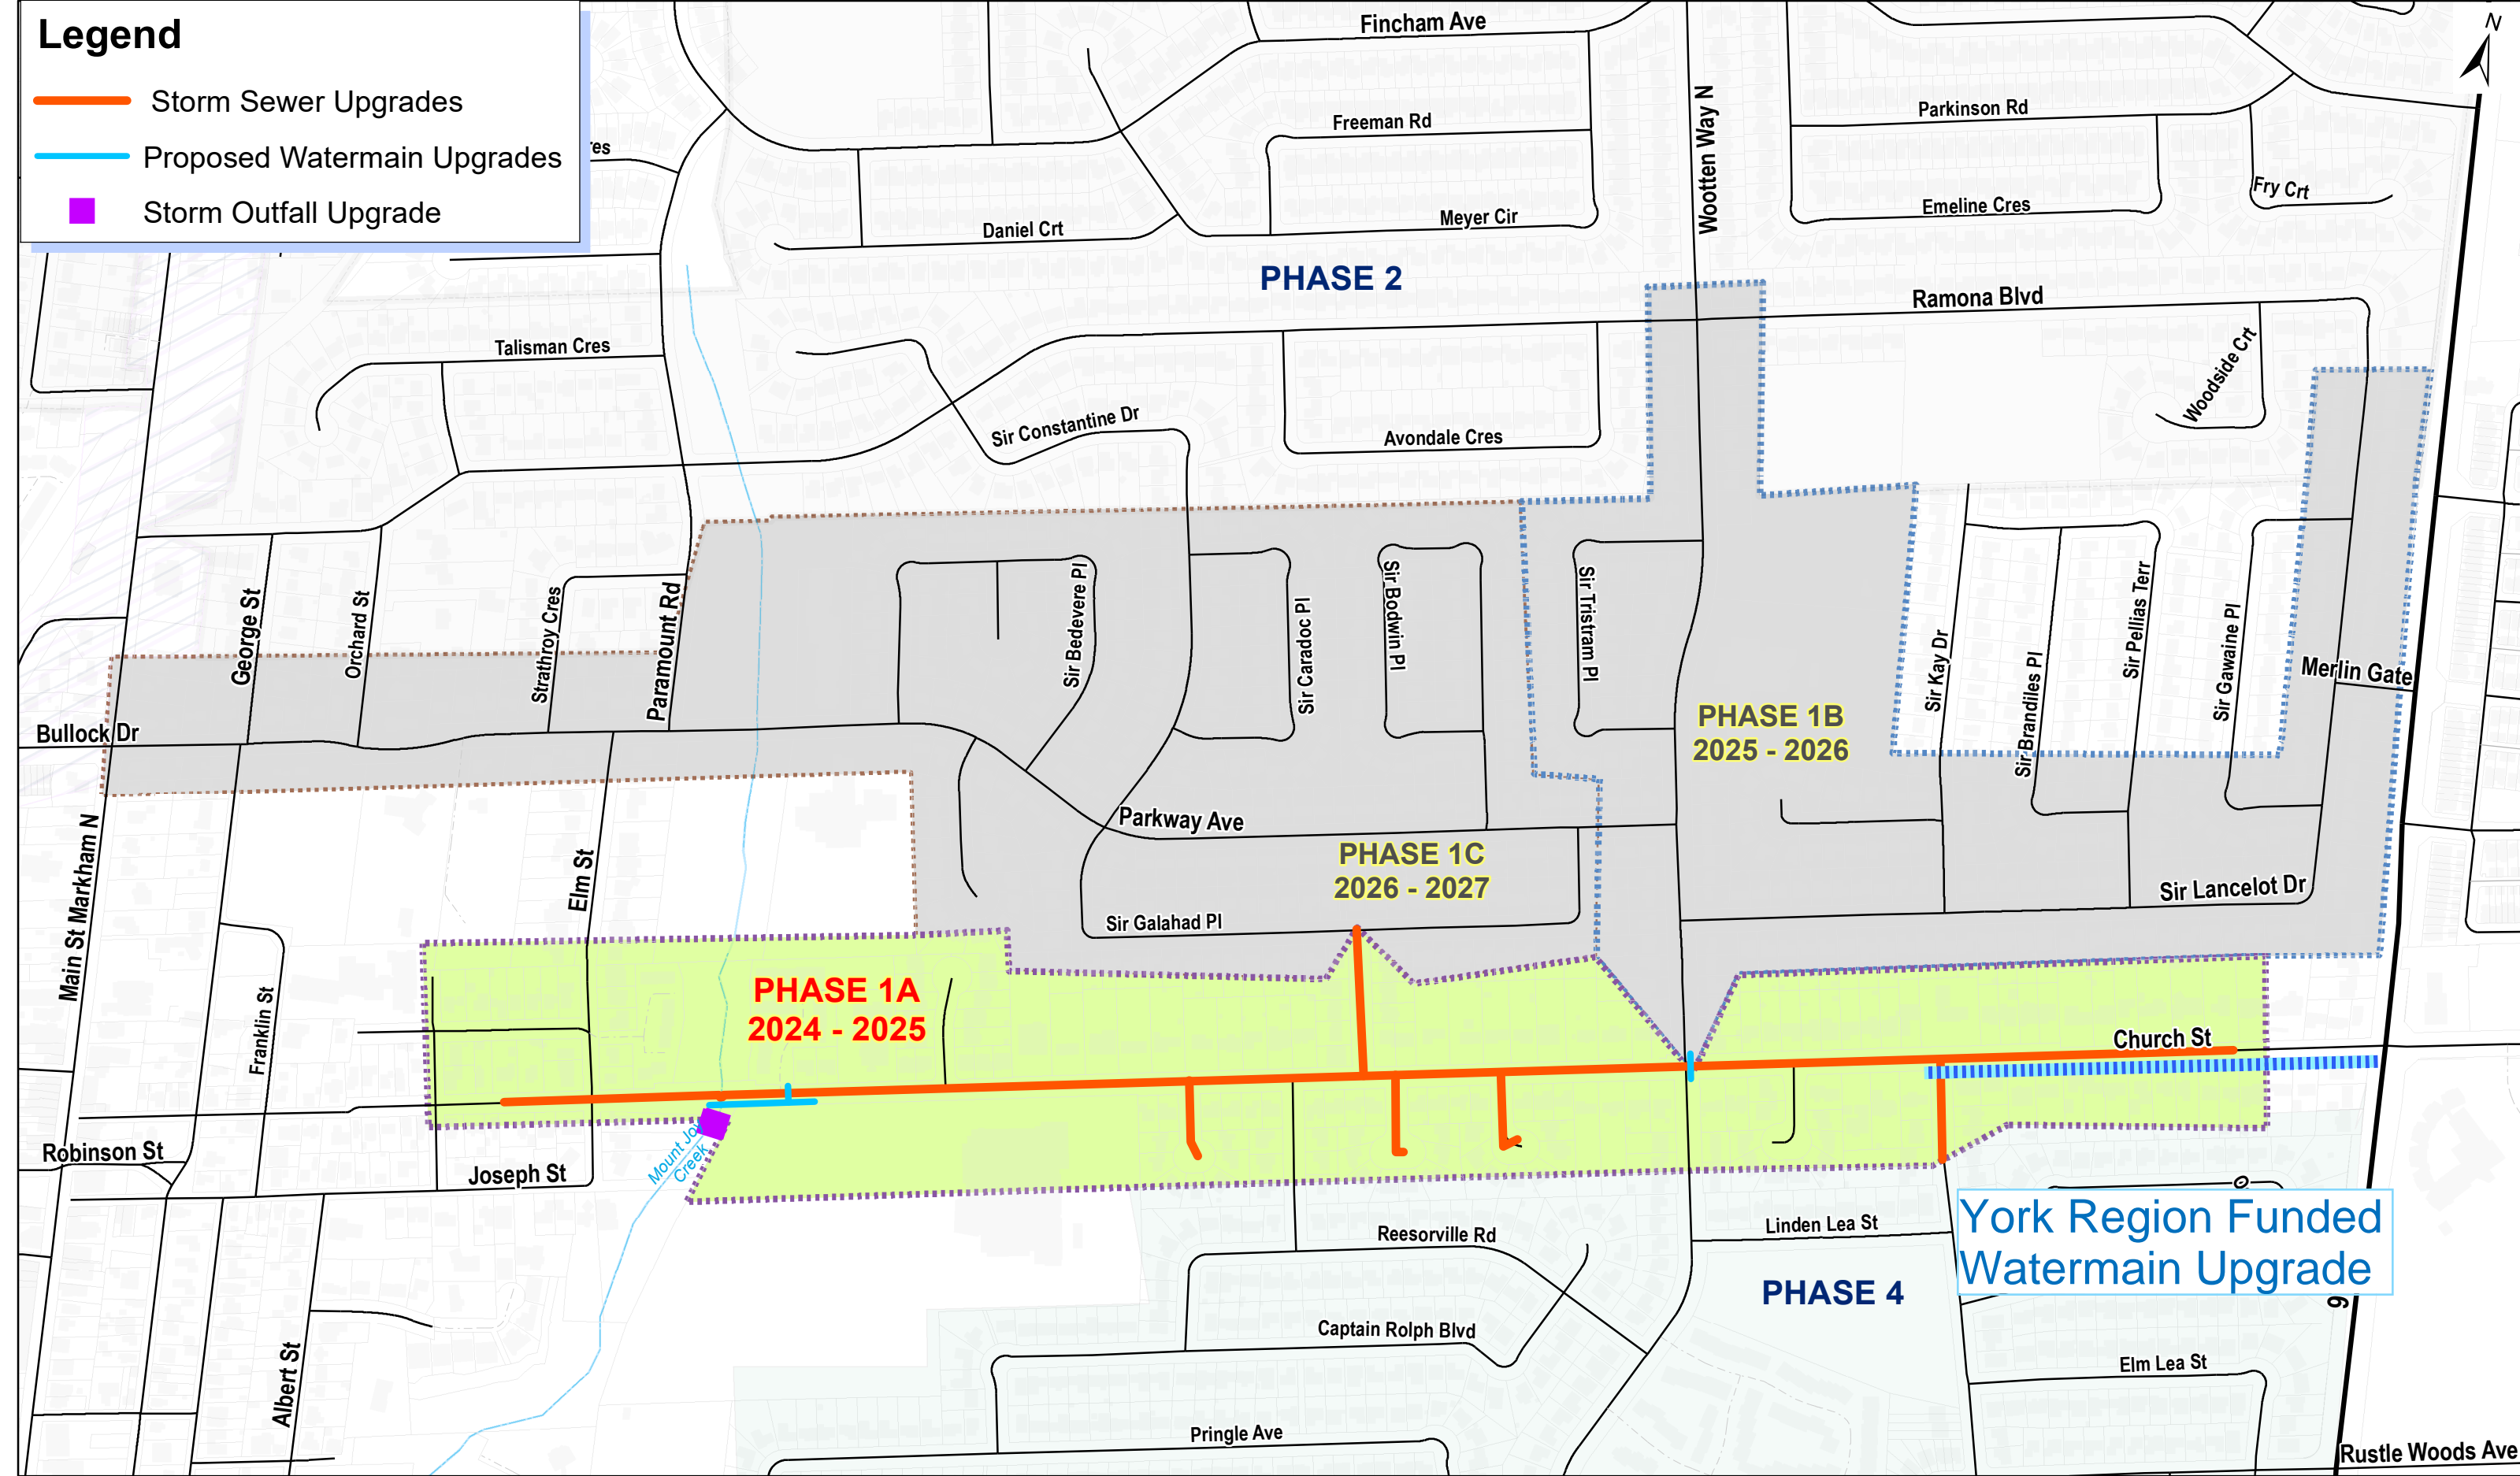 Legend
Storm Sewer Upgrades
Proposed Watermain Upgrades
Storm Outfall Upgrade
N
Fincham Ave
Wootten Way N
Freeman Rd
Parkinson Rd
Meyer Cir
Daniel Crt
Emeline Cres
Fry Crt
PHASE 2
Ramona Blvd
Talisman Cres
Woodside Crt
Sir Constantine Dr
Avondale Cres
George St
Orchard St
Strathroy Cres
Paramount Rd
Sir Bedevere Pl
Sir Caradoc Pl
Sir Bodwin Pl
Sir Tristram Pl
Sir Kay Dr
Sir Brandiles Pl
Sir Pellias Terr
Sir Gawaine Pl
Merlin Gate
Bullock Dr
PHASE 1B
2025 - 2026
Parkway Ave
PHASE 1C
2026 - 2027
Main St Markham N
Elm St
Sir Lancelot Dr
Sir Galahad Pl
Franklin St
PHASE 1A
2024 - 2025
Church St
Robinson St
Joseph St
Mount Joy
Creek
York Region Funded
Watermain Upgrade
Reesorville Rd
Linden Lea St
PHASE 4
Captain Rolph Blvd
Albert St
Elm Lea St
Pringle Ave
Rustle Woods Ave